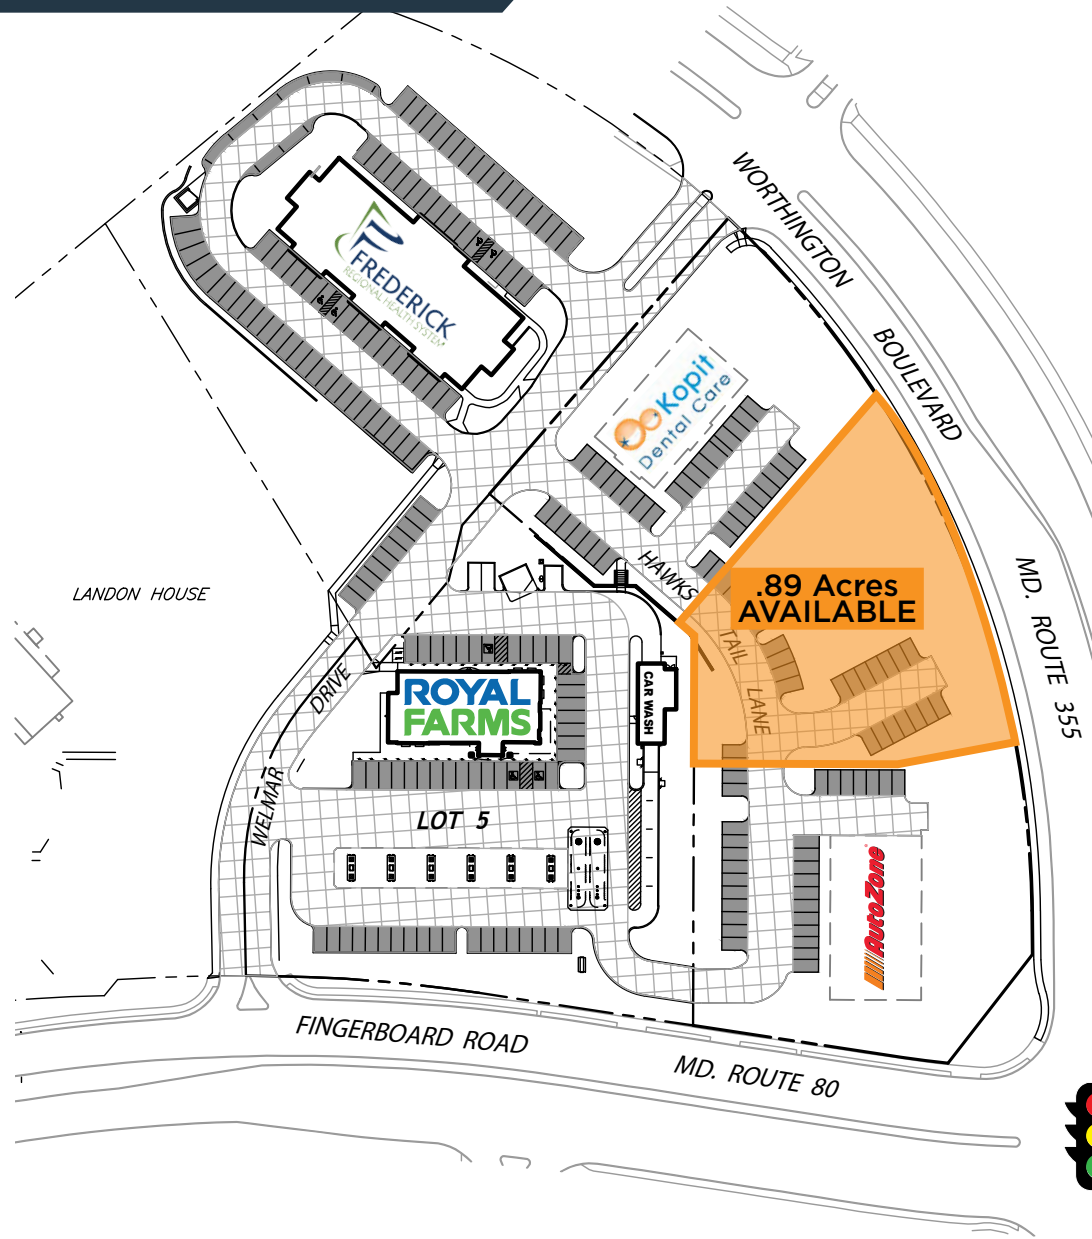 WORTHINGTON
BOULEVARD
FREDERICK
REGIONAL HEALTH SYSTEM
Kopit
Dental Care
HAWKS
TAIL
LANE
.89 Acres
AVAILABLE
MD. ROUTE 355
LANDON HOUSE
DRIVE
WELMAR
ROYAL
FARMS
CAR WASH
LOT 5
AutoZone
FINGERBOARD ROAD
MD. ROUTE 80